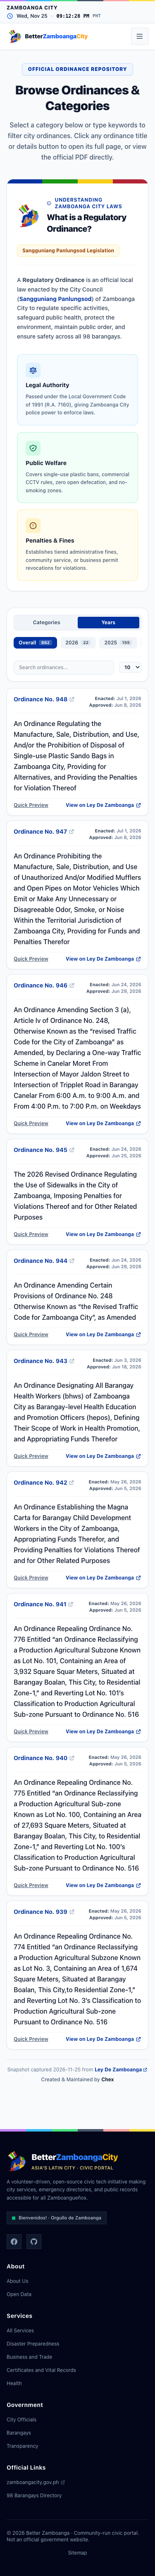 ZAMBOANGA CITY
Wed, Nov 25 · 09:12:28 PM PHT
BetterZamboangaCity
OFFICIAL ORDINANCE REPOSITORY
Browse Ordinances &
Categories
Select a category below or type keywords to
filter city ordinances. Click any ordinance title
to open its full view page, or view the official
source PDF directly.
UNDERSTANDING
ZAMBOANGA CITY LAWS
What is a Regulatory
Ordinance?
Sangguniang Panlungsod Legislation
A Regulatory Ordinance is an official local
law enacted by the City Council
(Sangguniang Panlungsod) of Zamboanga
City to regulate specific activities,
safeguard public health, protect the
environment, maintain public order, and
ensure community safety across all 98 barangays.
Legal Authority
Passed under the Local Government Code
of 1991 (R.A. 7160), giving Zamboanga City
police power to enforce laws.
Public Welfare
Covers single-use plastic bans, commercial
CCTV rules, zero open defecation, and no-
smoking zones.
Penalties & Fines
Establishes tiered administrative fines,
community service, or business permit
revocations for violations.
Categories
Years
Overall
2026
2025
Search ordinances...
10
Ordinance No. 948
Enacted: Jul 1, 2026
Approved: Jun 8, 2026
An Ordinance Regulating the
Manufacture, Sale, Distribution, and Use,
And/or the Prohibition of Disposal of
Single-use Plastic Sando Bags in
Zamboanga City, Providing for
Alternatives, and Providing the Penalties
for Violation Thereof
Quick Preview
View on Ley De Zamboanga
Ordinance No. 947
Enacted: Jul 1, 2026
Approved: Jun 8, 2026
An Ordinance Prohibiting the
Manufacture, Sale, Distribution, and Use
of Unauthorized And/or Modified Mufflers
and Open Pipes on Motor Vehicles Which
Emit or Make Any Unnecessary or
Disagreeable Odor, Smoke, or Noise
Within the Territorial Jurisdiction of
Zamboanga City, Providing for Funds and
Penalties Therefor
Quick Preview
View on Ley De Zamboanga
Ordinance No. 946
Enacted: Jun 24, 2026
Approved: Jun 29, 2026
An Ordinance Amending Section 3 (a),
Article Iv of Ordinance No. 248,
Otherwise Known as the “revised Traffic
Code for the City of Zamboanga” as
Amended, by Declaring a One-way Traffic
Scheme in Canelar Moret From
Intersection of Mayor Jaldon Street to
Intersection of Tripplet Road in Barangay
Canelar From 6:00 A.m. to 9:00 A.m. and
From 4:00 P.m. to 7:00 P.m. on Weekdays
Quick Preview
View on Ley De Zamboanga
Ordinance No. 945
Enacted: Jun 24, 2026
Approved: Jun 25, 2026
The 2026 Revised Ordinance Regulating
the Use of Sidewalks in the City of
Zamboanga, Imposing Penalties for
Violations Thereof and for Other Related
Purposes
Quick Preview
View on Ley De Zamboanga
Ordinance No. 944
Enacted: Jun 24, 2026
Approved: Jun 29, 2026
An Ordinance Amending Certain
Provisions of Ordinance No. 248
Otherwise Known as “the Revised Traffic
Code for Zamboanga City”, as Amended
Quick Preview
View on Ley De Zamboanga
Ordinance No. 943
Enacted: Jun 3, 2026
Approved: Jun 18, 2026
An Ordinance Designating All Barangay
Health Workers (bhws) of Zamboanga
City as Barangay-level Health Education
and Promotion Officers (hepos), Defining
Their Scope of Work in Health Promotion,
and Appropriating Funds Therefor
Quick Preview
View on Ley De Zamboanga
Ordinance No. 942
Enacted: May 26, 2026
Approved: Jun 5, 2026
An Ordinance Establishing the Magna
Carta for Barangay Child Development
Workers in the City of Zamboanga,
Appropriating Funds Therefor, and
Providing Penalties for Violations Thereof
and for Other Related Purposes
Quick Preview
View on Ley De Zamboanga
Ordinance No. 941
Enacted: May 26, 2026
Approved: Jun 5, 2026
An Ordinance Repealing Ordinance No.
776 Entitled “an Ordinance Reclassifying
a Production Agricultural Subzone Known
as Lot No. 101, Containing an Area of
3,932 Square Squar Meters, Situated at
Barangay Boalan, This City, to Residential
Zone-1,” and Reverting Lot No. 101's
Classification to Production Agricultural
Sub-zone Pursuant to Ordinance No. 516
Quick Preview
View on Ley De Zamboanga
Ordinance No. 940
Enacted: May 26, 2026
Approved: Jun 5, 2026
An Ordinance Repealing Ordinance No.
775 Entitled “an Ordinance Reclassifying
a Production Agricultural Sub-zone
Known as Lot No. 100, Containing an Area
of 27,693 Square Meters, Situated at
Barangay Boalan, This City, to Residential
Zone-1,” and Reverting Lot No. 100's
Classification to Production Agricultural
Sub-zone Pursuant to Ordinance No. 516
Quick Preview
View on Ley De Zamboanga
Ordinance No. 939
Enacted: May 26, 2026
Approved: Jun 5, 2026
An Ordinance Repealing Ordinance No.
774 Entitled “an Ordinance Reclassifying
a Production Agricultural Sub-zone Known
as Lot No. 3, Containing an Area of 1,674
Square Meters, Situated at Barangay
Boalan, This City,to Residential Zone-1,”
and Reverting Lot No. 3's Classification to
Production Agricultural Sub-zone
Pursuant to Ordinance No. 516
Quick Preview
View on Ley De Zamboanga
Snapshot captured 2026-11-25 from Ley De Zamboanga
Created & Maintained by Chex
BetterZamboangaCity
ASIA'S LATIN CITY · CIVIC PORTAL
A volunteer-driven, open-source civic tech initiative making
city services, emergency directories, and public records
accessible for all Zamboangueños.
Bienvenidos! · Orgullo de Zamboanga
About
About Us
Open Data
Services
All Services
Disaster Preparedness
Business and Trade
Certificates and Vital Records
Health
Government
City Officials
Barangays
Transparency
Official Links
zamboangacity.gov.ph
98 Barangays Directory
© 2026 Better Zamboanga · Community-run civic portal.
Not an official government website.
Sitemap